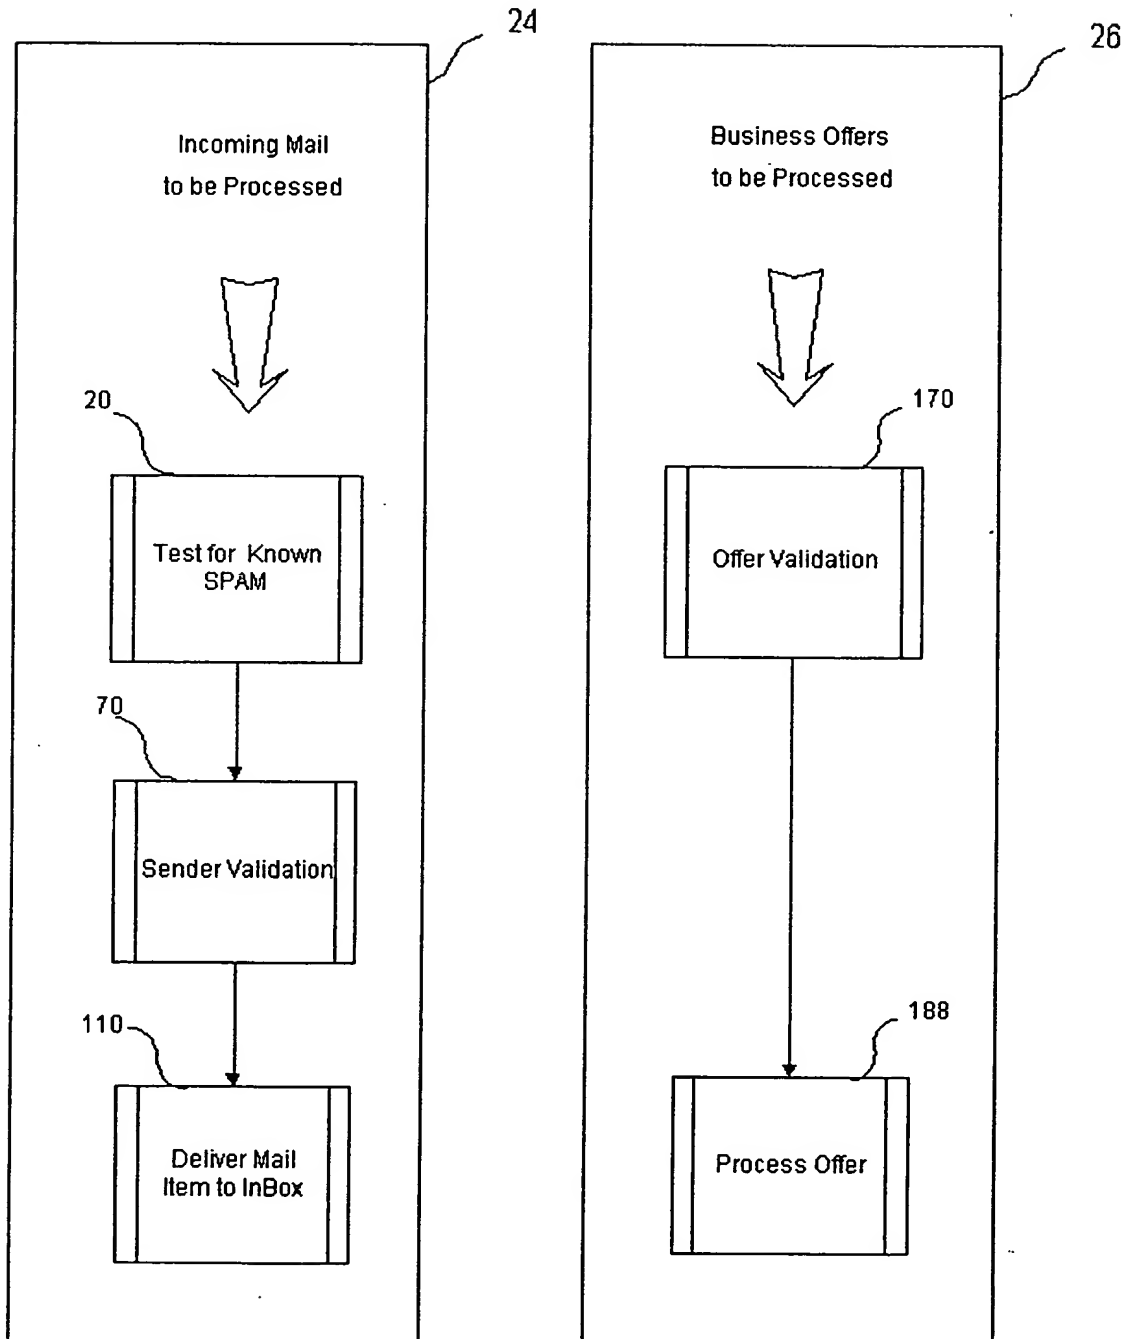 24
Incoming Mail
to be Processed
20
Test for Known
SPAM
70
Sender Validation
110
Deliver Mail
Item to InBox
26
Business Offers
to be Processed
170
Offer Validation
188
Process Offer